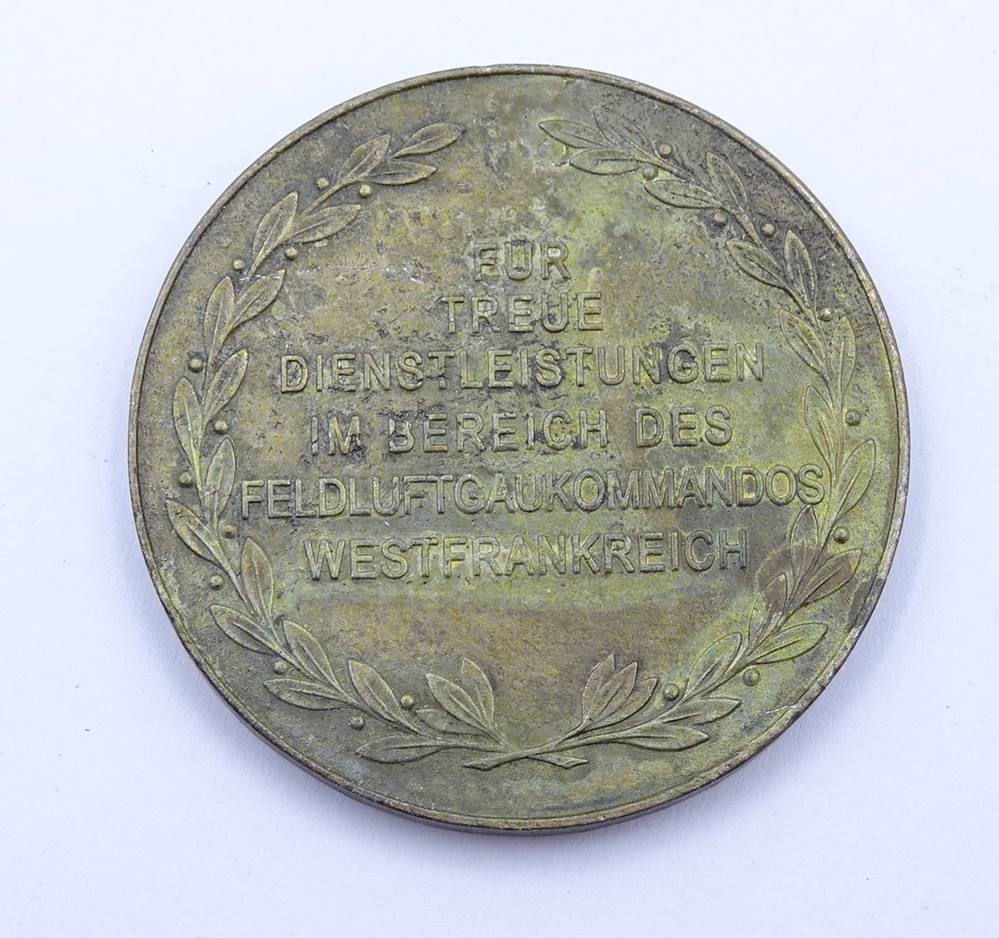 FÜR
TREUE
DIENSTLEISTUNGEN
IM BEREICH DES
FELDLUFTGAUKOMMANDOS
WESTFRANKREICH